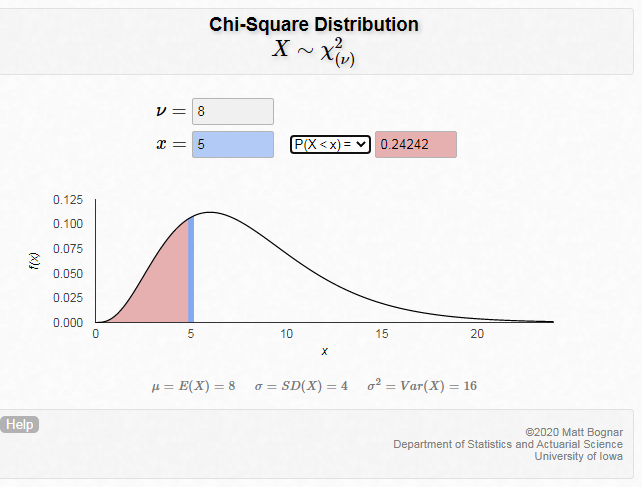 Chi-Square Distribution
X ∼ χ²₍ν₎
ν = 8
x = 5 P(X < x) = 0.24242
0.125
0.100
0.075
0.050
0.025
0.000
f(x)
0 5 10 15 20
x
μ = E(X) = 8 σ = SD(X) = 4 σ² = Var(X) = 16
Help
©2020 Matt Bognar
Department of Statistics and Actuarial Science
University of Iowa